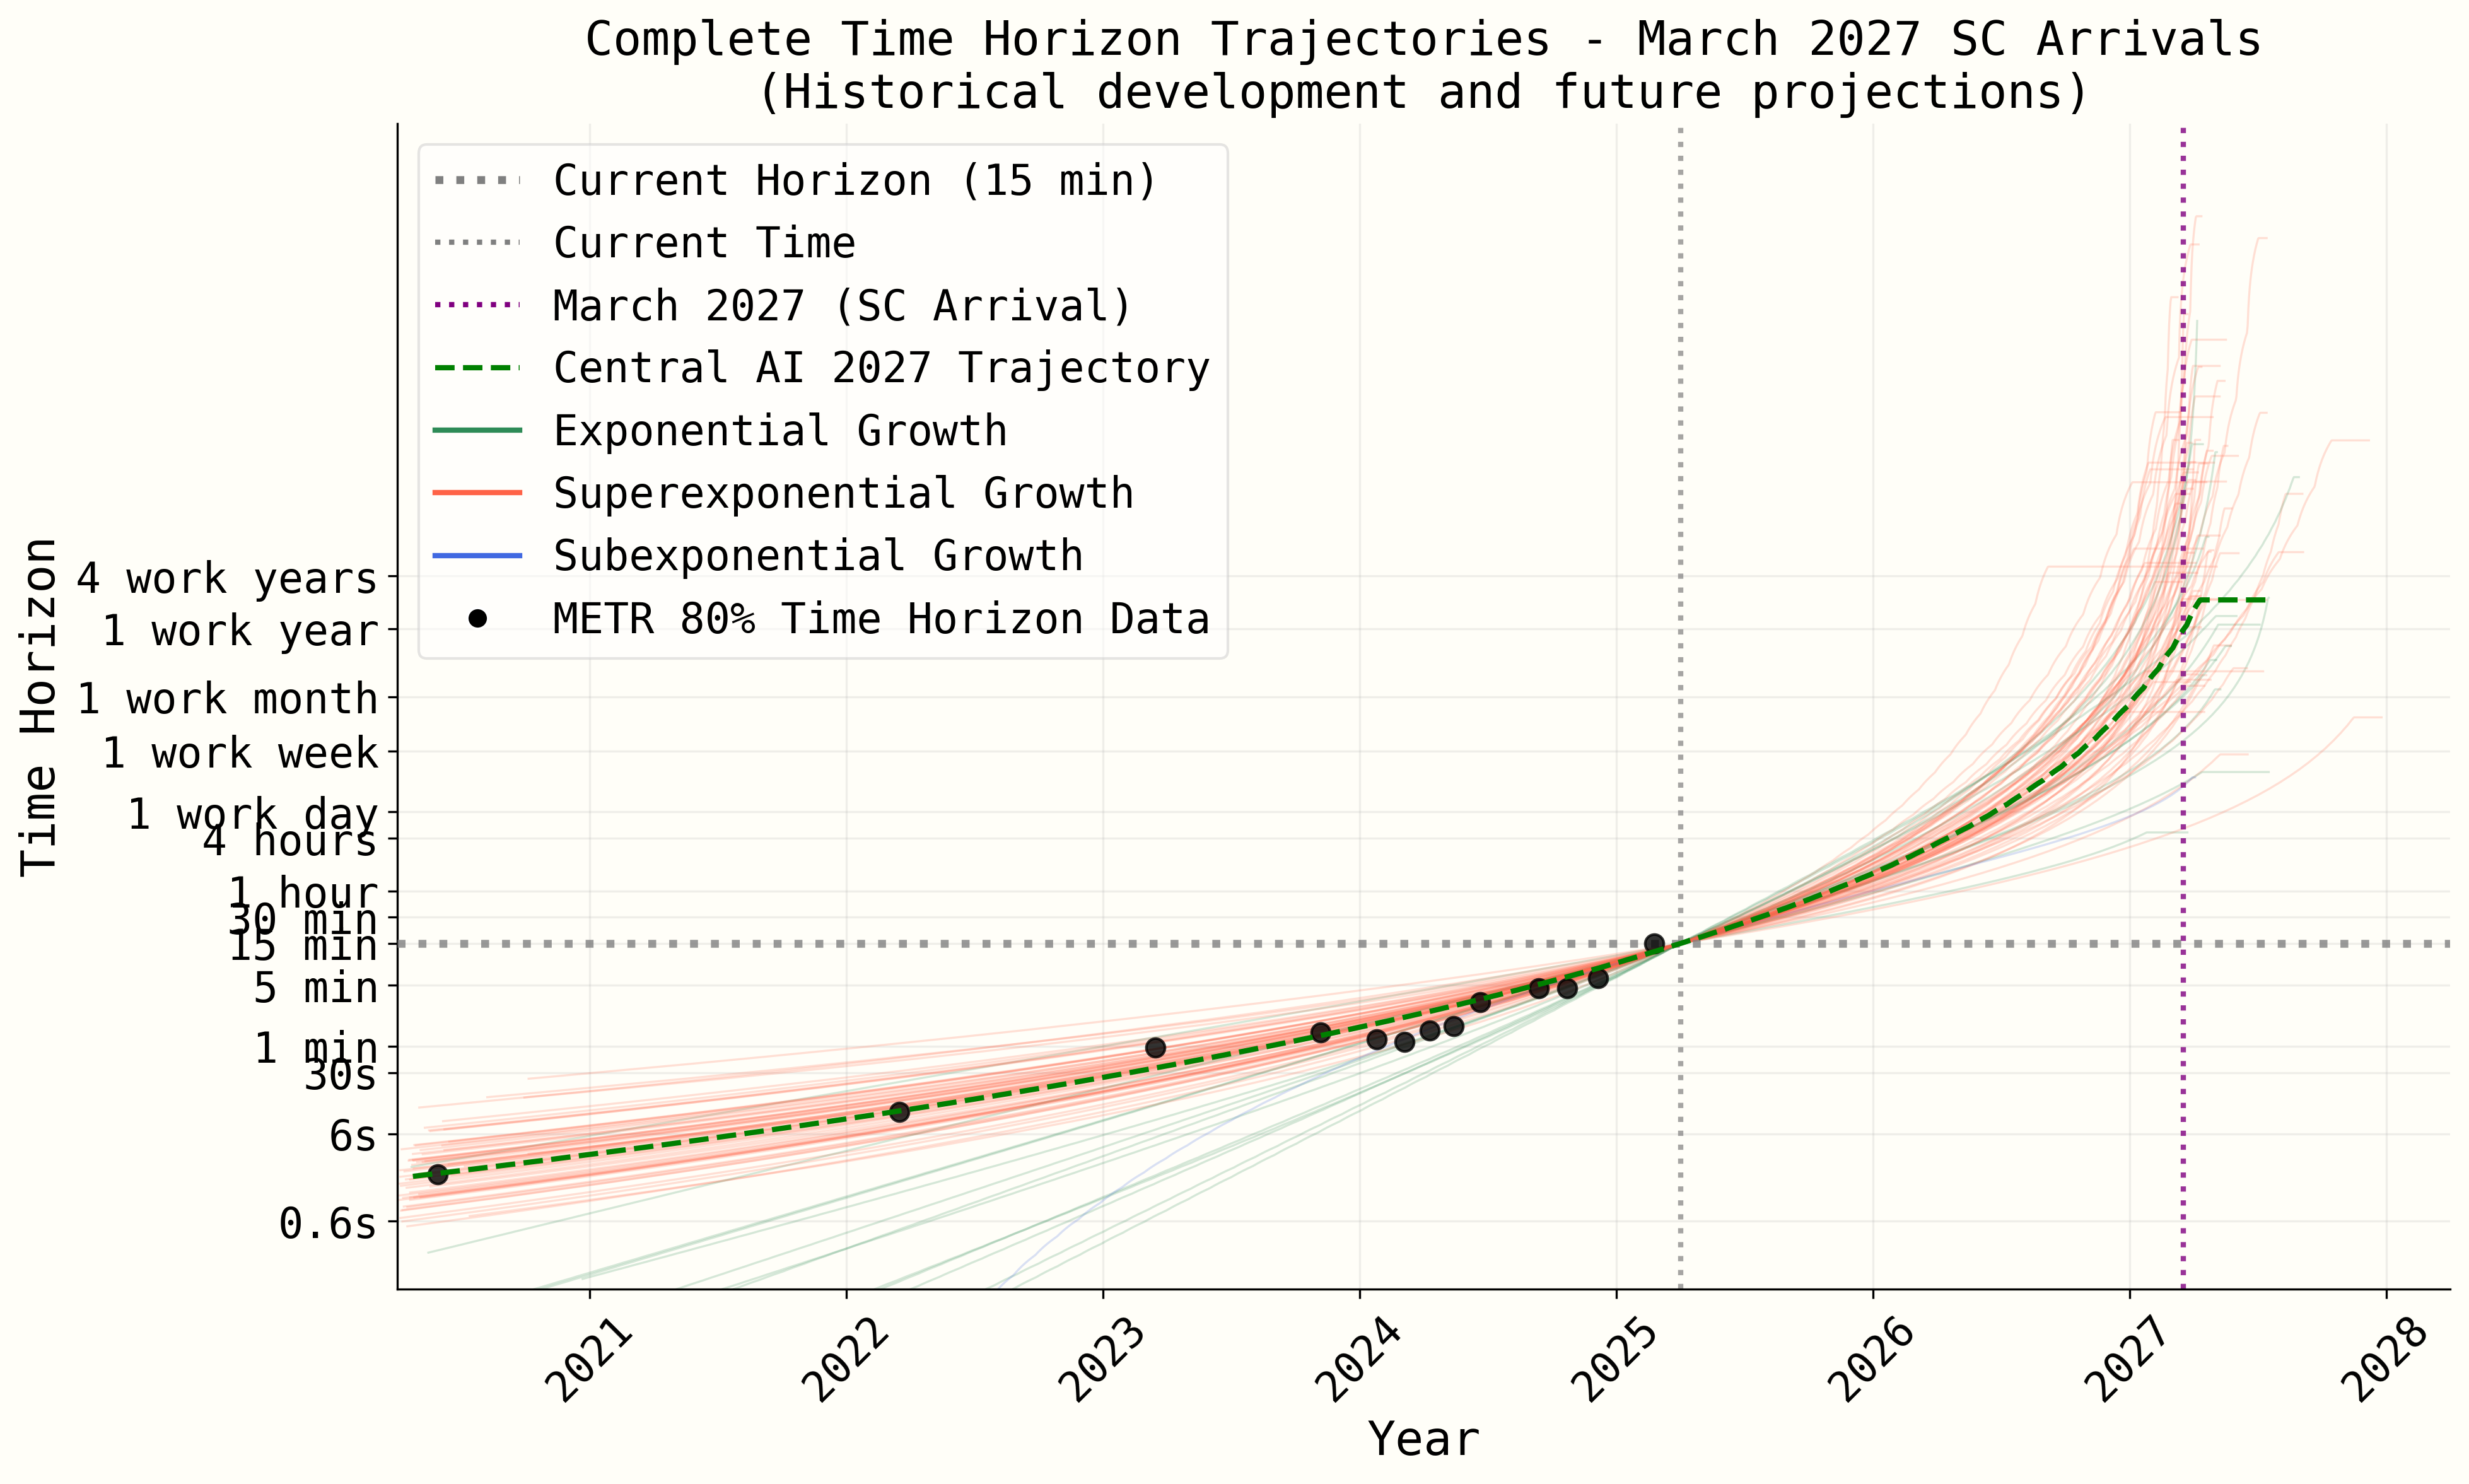 Complete Time Horizon Trajectories - March 2027 SC Arrivals
(Historical development and future projections)
Current Horizon (15 min)
Current Time
March 2027 (SC Arrival)
Central AI 2027 Trajectory
Exponential Growth
Superexponential Growth
Subexponential Growth
METR 80% Time Horizon Data
Time Horizon
4 work years
1 work year
1 work month
1 work week
1 work day
4 hours
1 hour
30 min
15 min
5 min
1 min
30s
6s
0.6s
2021
2022
2023
2024
2025
2026
2027
2028
Year